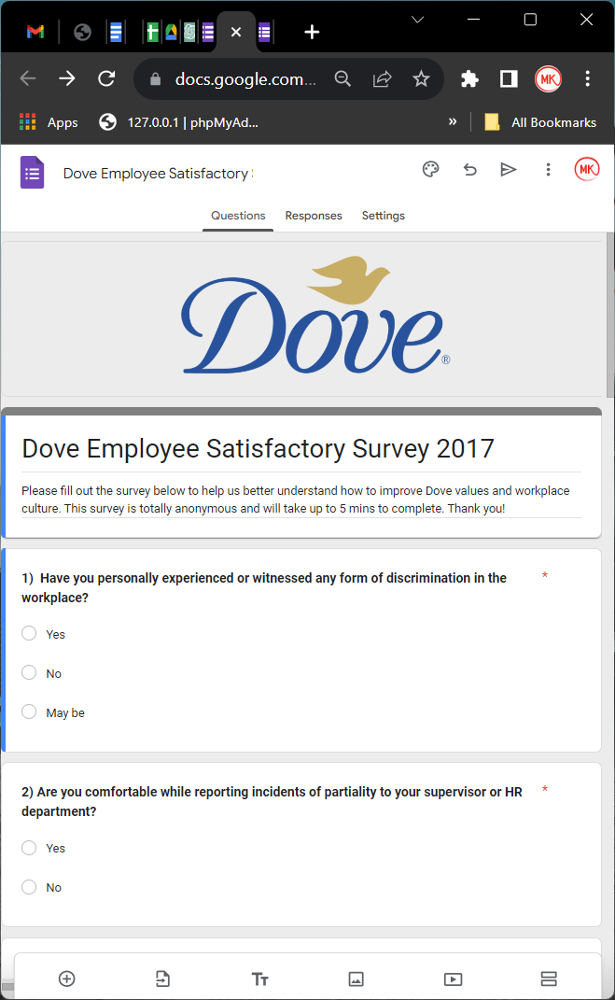 docs.google.com...
MK
Apps
127.0.0.1 | phpMyAd...
»
All Bookmarks
Dove Employee Satisfactory
MK
Questions Responses Settings
Dove®
Dove Employee Satisfactory Survey 2017
Please fill out the survey below to help us better understand how to improve Dove values and workplace
culture. This survey is totally anonymous and will take up to 5 mins to complete. Thank you!
1) Have you personally experienced or witnessed any form of discrimination in the *
workplace?
Yes
No
May be
2) Are you comfortable while reporting incidents of partiality to your supervisor or HR *
department?
Yes
No
Tt